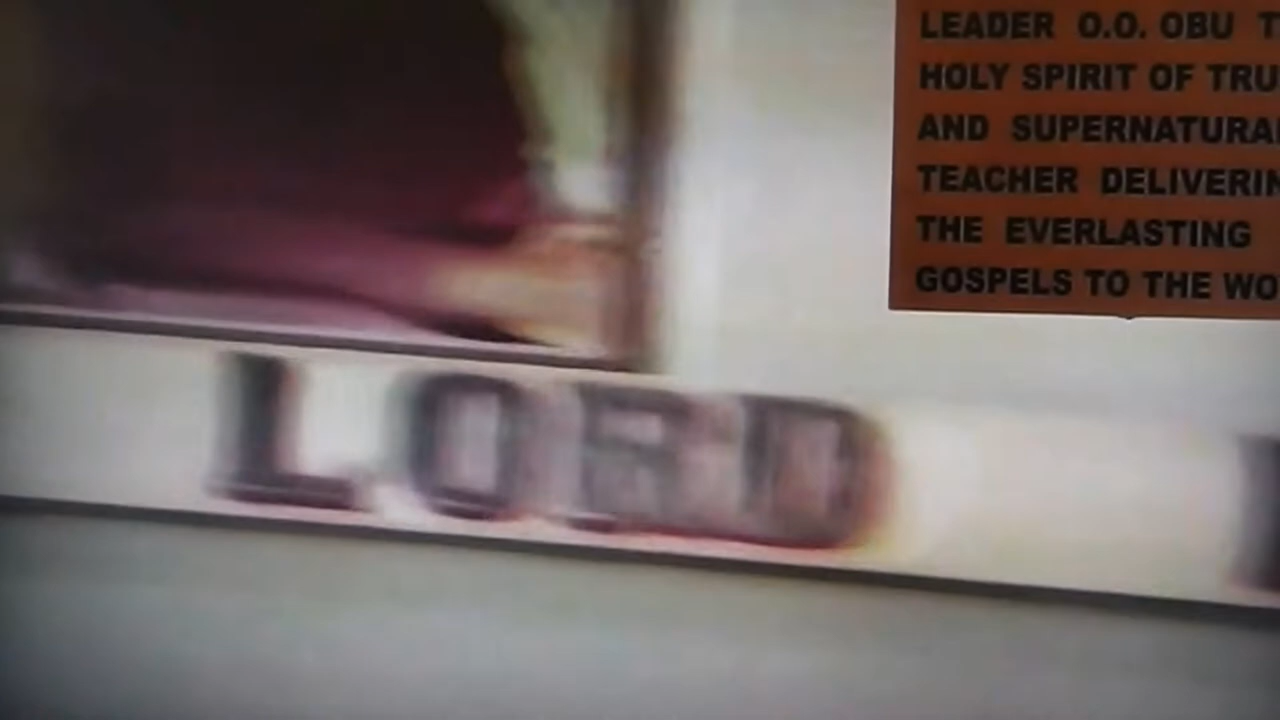 LEADER O.O. OBU
HOLY SPIRIT OF
AND
TEACHER
THE EVERLASTING
GOSPELS TO THE
LORD